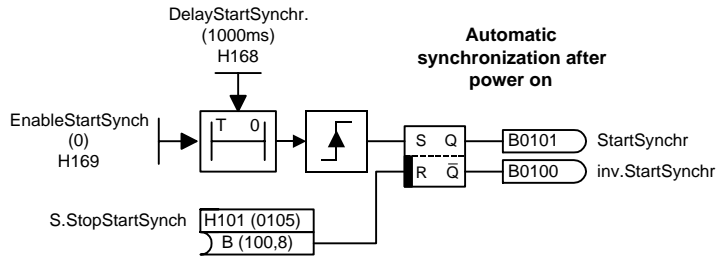 DelayStartSynchr.
(1000ms)
H168
Automatic
synchronization after
power on
EnableStartSynch
(0)
H169
T 0
S Q
R Q̅
B0101
StartSynchr
B0100
inv.StartSynchr
S.StopStartSynch
H101 (0105)
B (100,8)